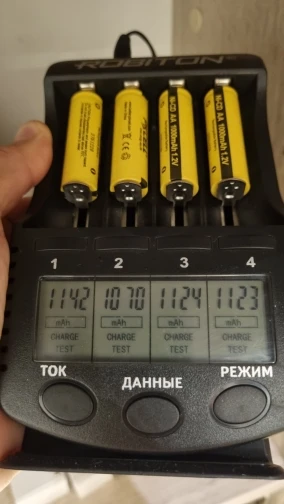 ROBITON
Ni-CD AA 1000mAh 1.2V
Ni-CD AA 1000mAh 1.2V
1 2 3 4
1142 1070 1124 1123
mAh mAh mAh mAh
CHARGE CHARGE CHARGE CHARGE
TEST TEST TEST TEST
ТОК ДАННЫЕ РЕЖИМ